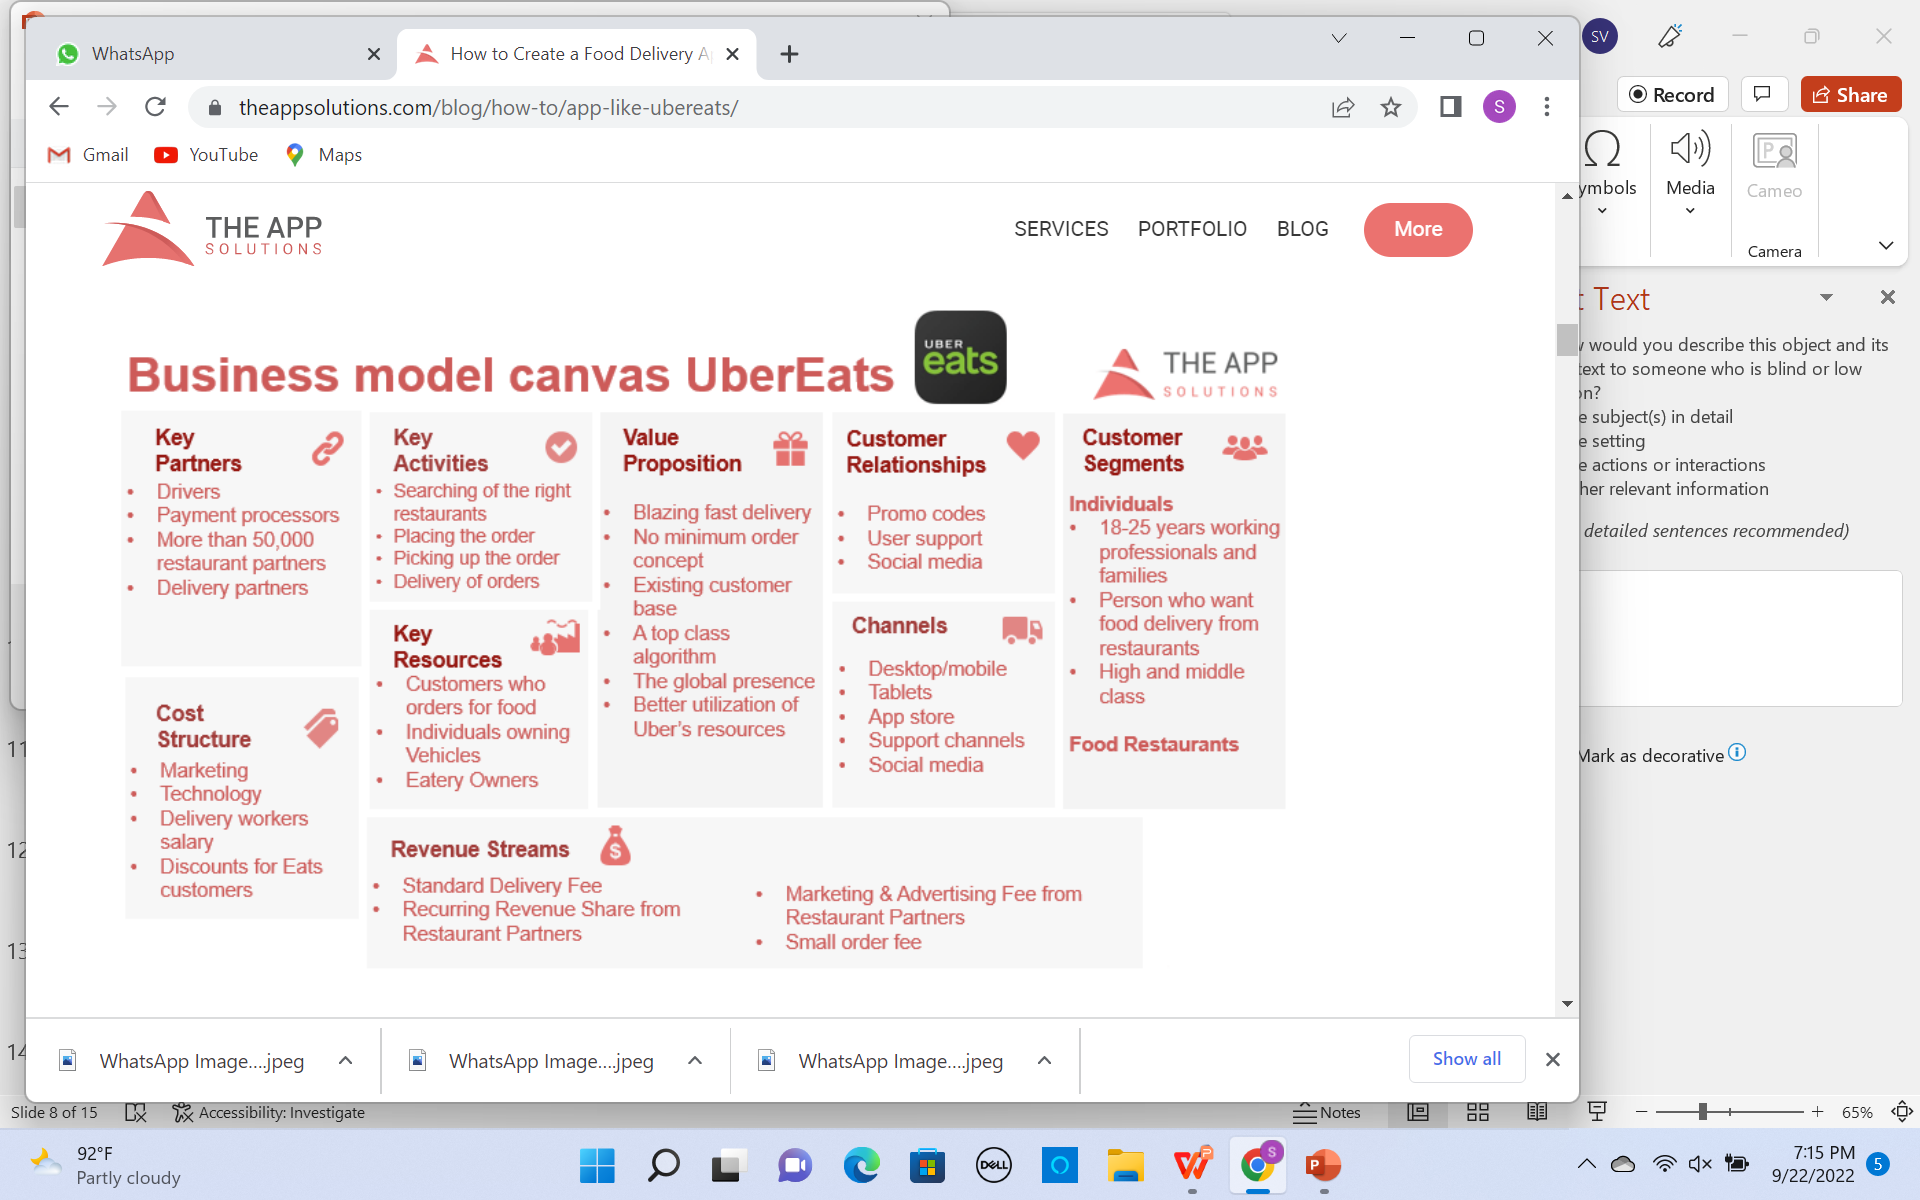 WhatsApp
How to Create a Food Delivery A
SV
theappsolutions.com/blog/how-to/app-like-ubereats/
S
Record
Share
Gmail
YouTube
Maps
ymbols
Media
Cameo
Camera
THE APP
SOLUTIONS
SERVICES
PORTFOLIO
BLOG
More
Business model canvas UberEats
UBER
eats
THE APP
SOLUTIONS
Key
Partners
• Drivers
• Payment processors
• More than 50,000
restaurant partners
• Delivery partners
Key
Activities
• Searching of the right
restaurants
• Placing the order
• Picking up the order
• Delivery of orders
Value
Proposition
• Blazing fast delivery
• No minimum order
concept
• Existing customer
base
• A top class
algorithm
• The global presence
• Better utilization of
Uber's resources
Customer
Relationships
• Promo codes
• User support
• Social media
Customer
Segments
Individuals
• 18-25 years working
professionals and
families
• Person who want
food delivery from
restaurants
• High and middle
class
Food Restaurants
Key
Resources
• Customers who
orders for food
• Individuals owning
Vehicles
• Eatery Owners
Channels
• Desktop/mobile
• Tablets
• App store
• Support channels
• Social media
Cost
Structure
• Marketing
• Technology
• Delivery workers
salary
• Discounts for Eats
customers
Revenue Streams
$
• Standard Delivery Fee
• Recurring Revenue Share from
Restaurant Partners
• Marketing & Advertising Fee from
Restaurant Partners
• Small order fee
Text
would you describe this object and its
text to someone who is blind or low
on?
e subject(s) in detail
e setting
e actions or interactions
her relevant information
detailed sentences recommended)
Mark as decorative
11
12
13
14
WhatsApp Image....jpeg
WhatsApp Image....jpeg
WhatsApp Image....jpeg
Show all
Slide 8 of 15
Accessibility: Investigate
Notes
65%
92°F
Partly cloudy
DELL
S
P
7:15 PM
9/22/2022
5